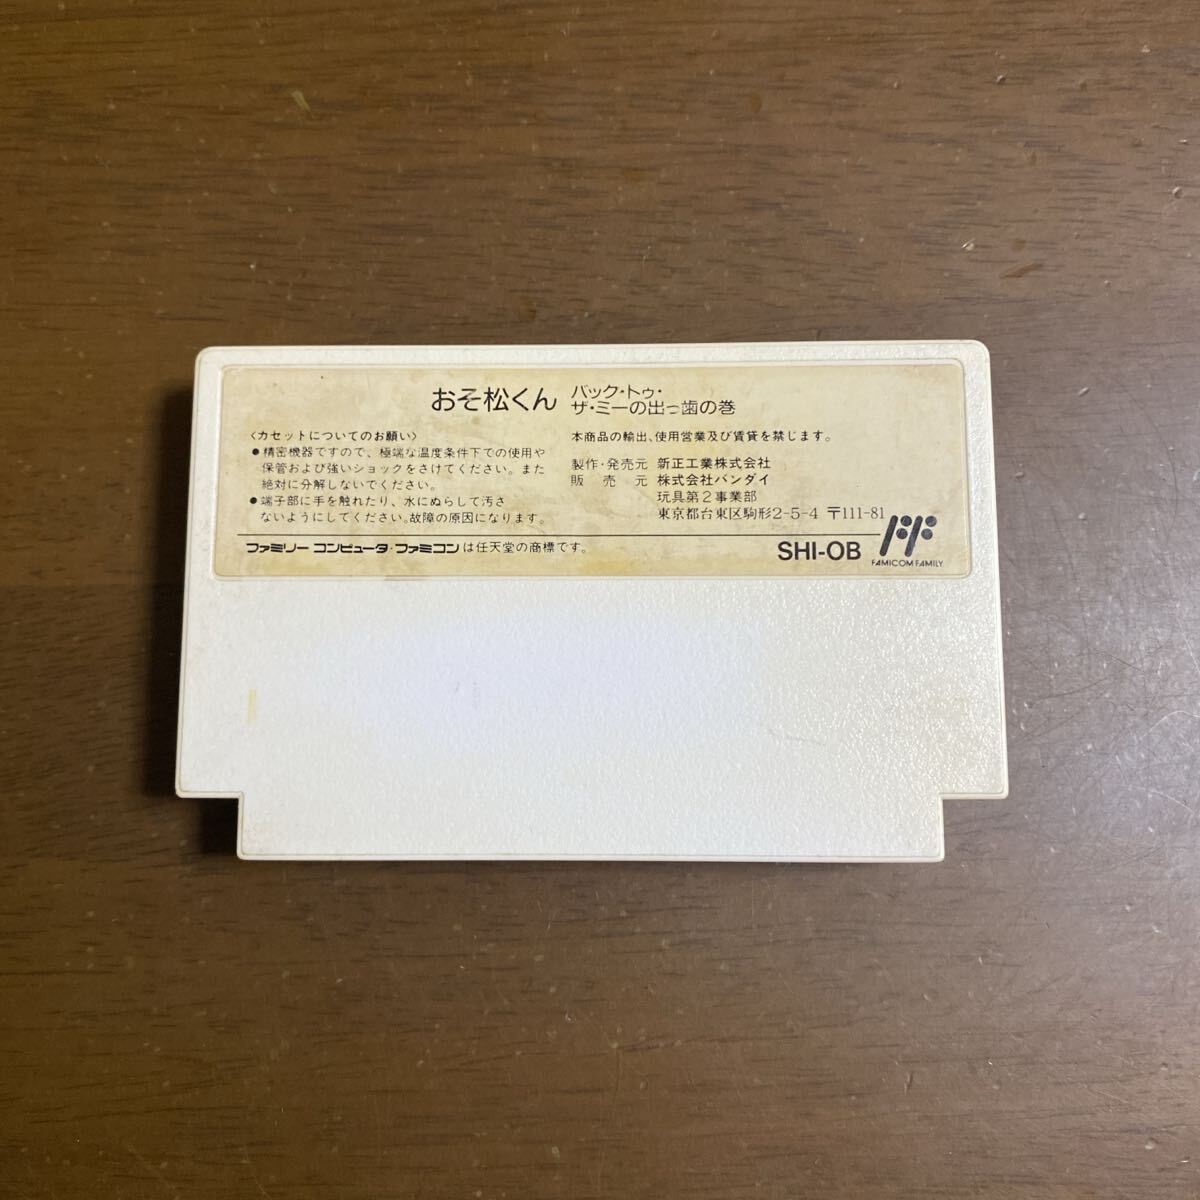 おそ松くん バック・トゥ・
ザ・ミーの出っ歯の巻
〈カセットについてのお願い〉
●精密機器ですので、極端な温度条件下での使用や
保管および強いショックをさけてください。また
絶対に分解しないでください。
●端子部に手を触れたり、水にぬらして汚さ
ないようにしてください。故障の原因になります。
本商品の輸出、使用営業及び賃貸を禁じます。
製作・発売元 新正工業株式会社
販売元 株式会社バンダイ
玩具第2事業部
東京都台東区駒形2-5-4 〒111-81
ファミリーコンピュータ・ファミコンは任天堂の商標です。
SHI-OB
FAMICOM FAMILY